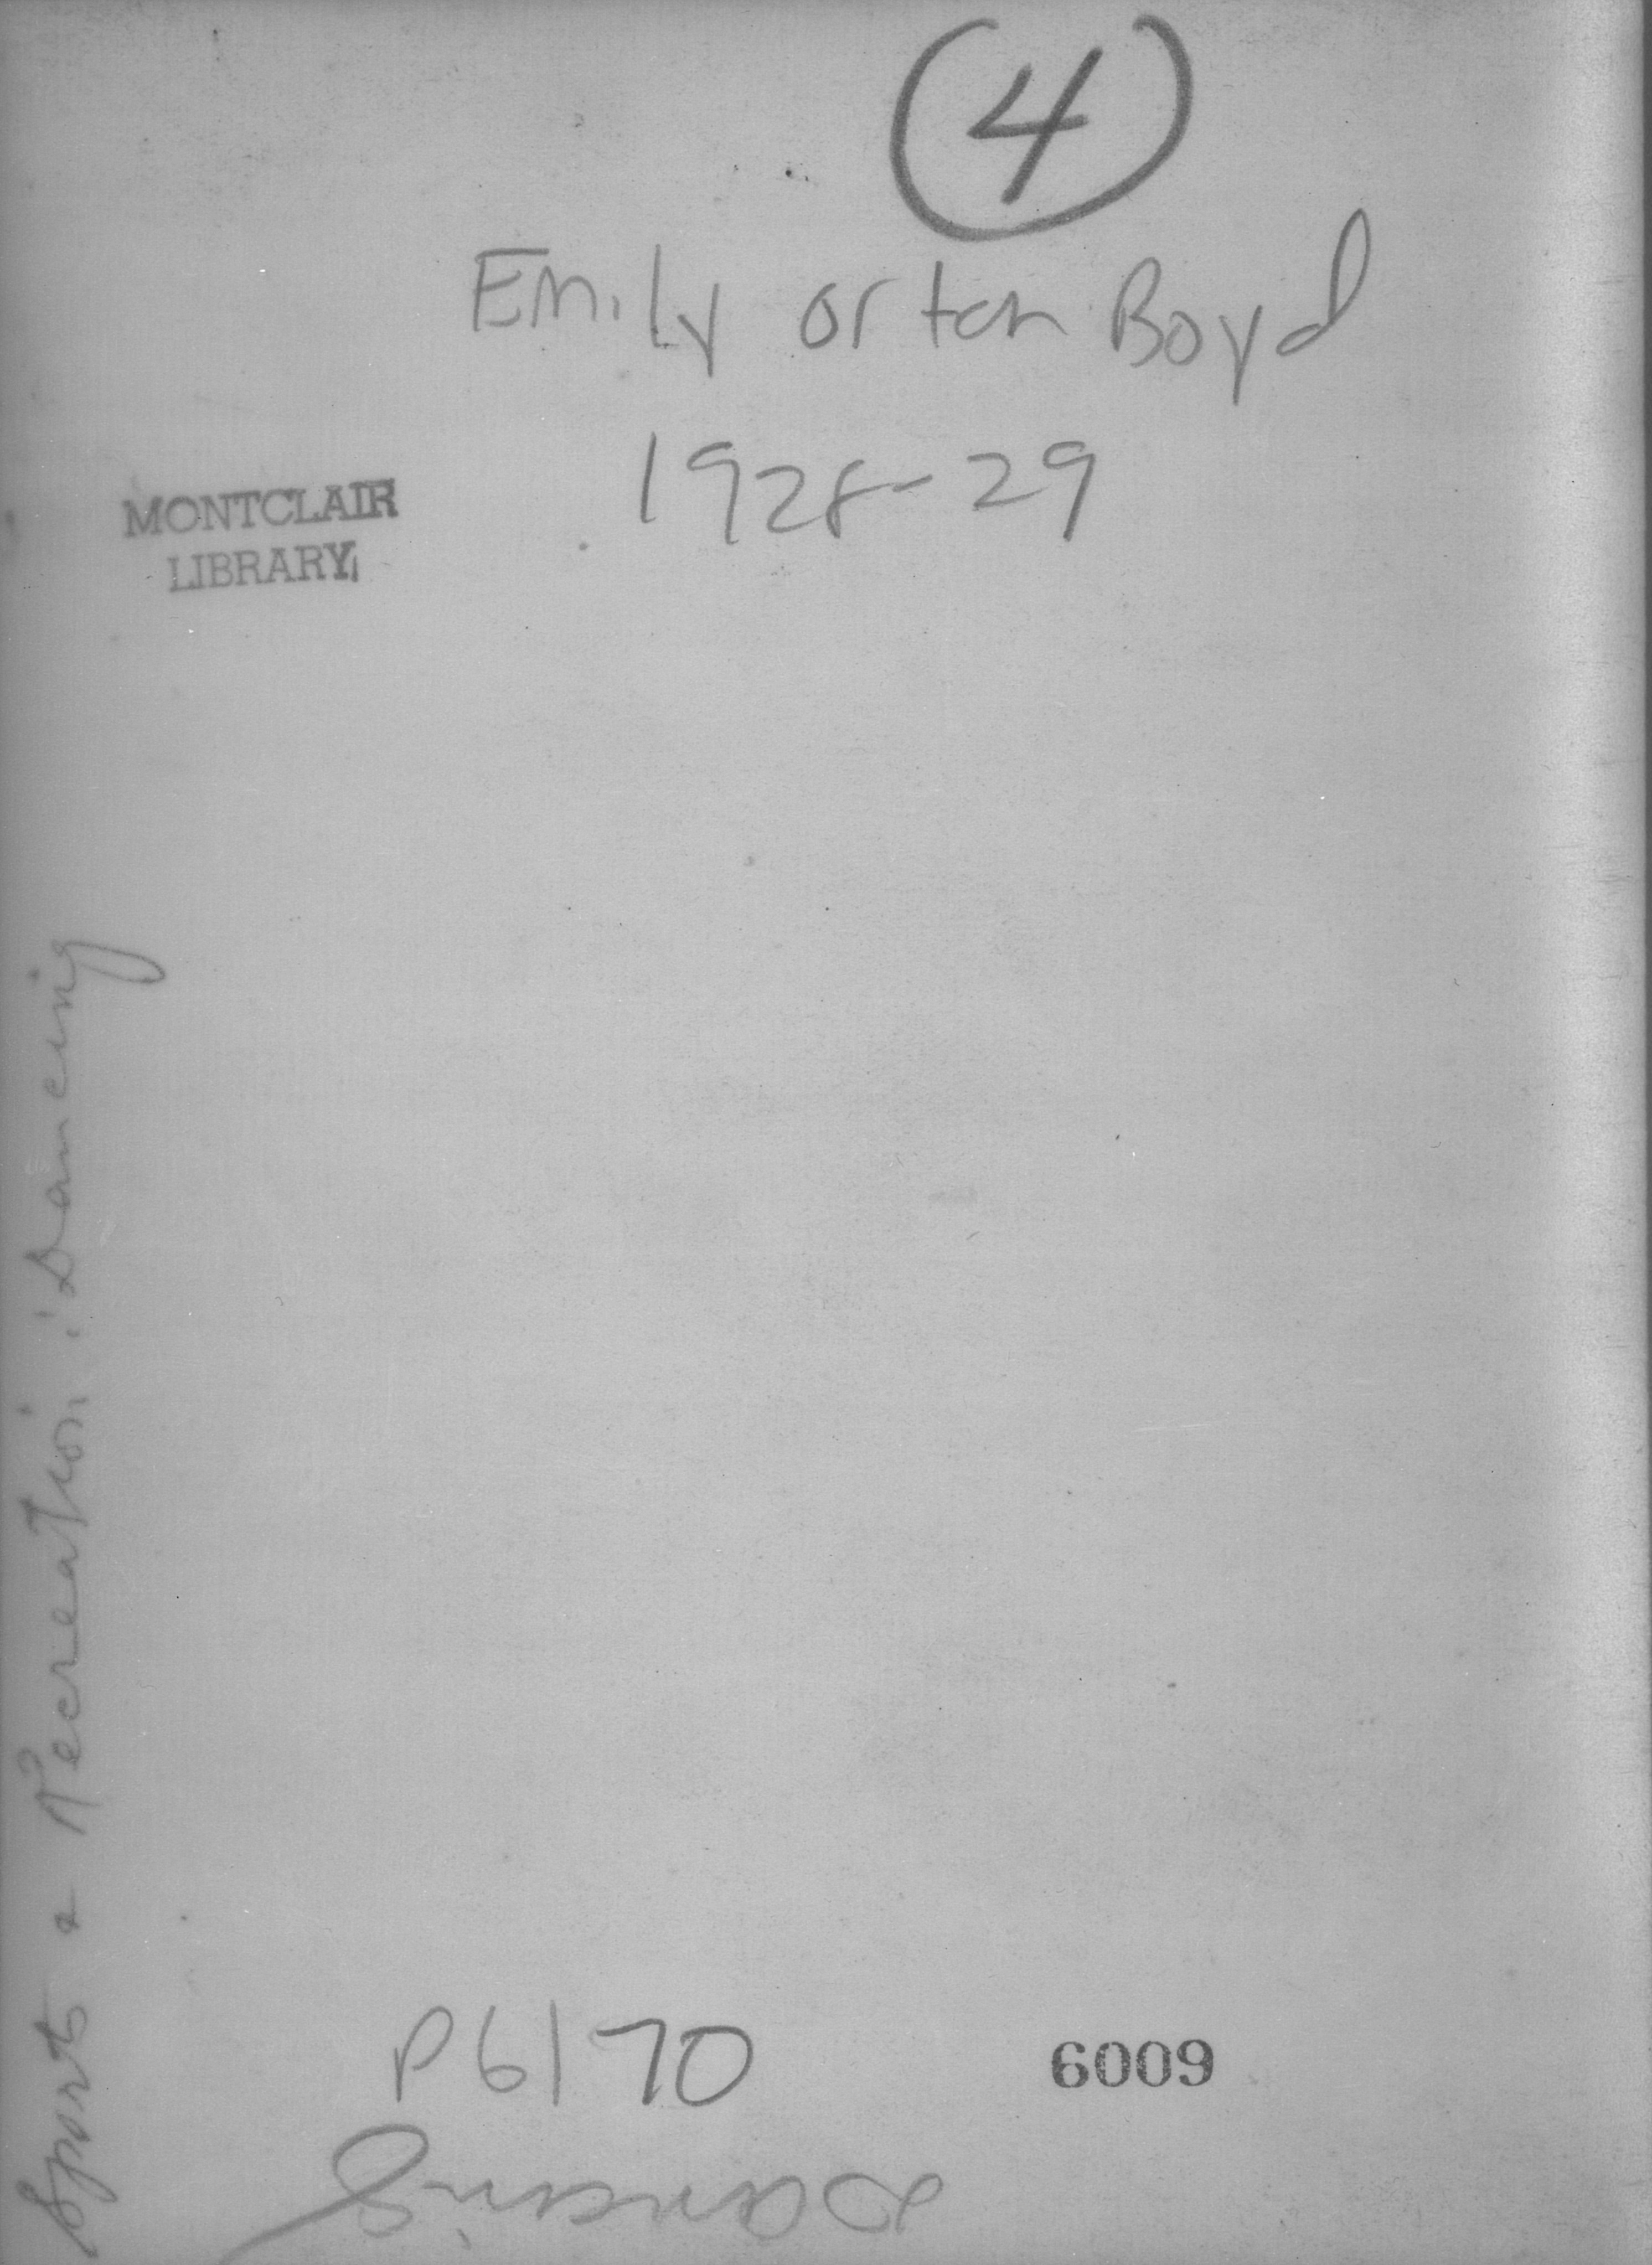 4
Emily orton Boyd
1928-29
MONTCLAIR
LIBRARY
Sports & Recreation: Dancing
P6170
6009
Dancing